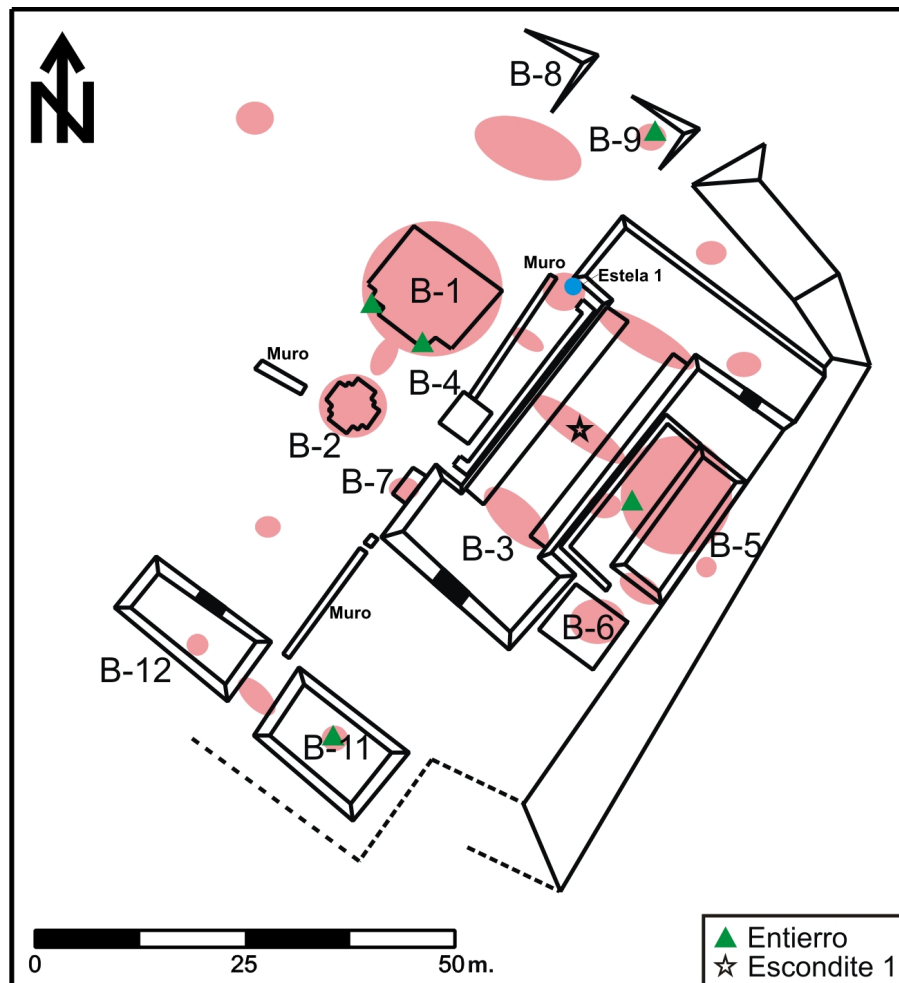 N
B-8
B-9
Muro
Estela 1
B-1
Muro
B-4
B-2
B-7
B-3
B-5
B-6
Muro
B-12
B-11
0 25 50 m.
Entierro
Escondite 1